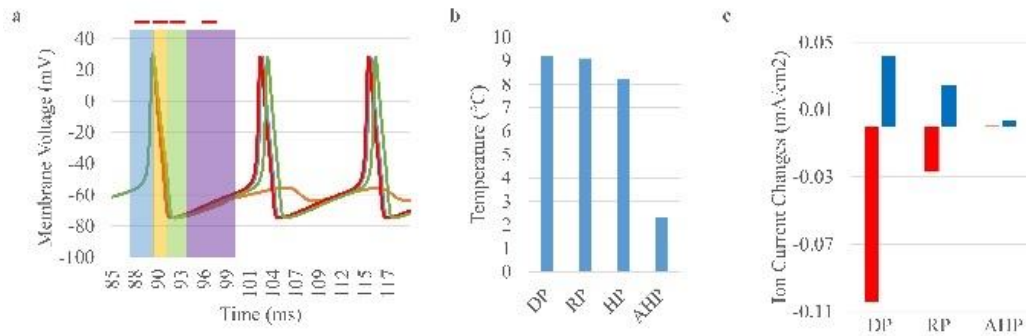 a
Membrane Voltage (mV)
60
40
20
0
-20
-40
-60
-80
-100
85
88
90
93
96
99
101
104
107
109
112
115
117
Time (ms)
b
Temperature (°C)
10
9
8
7
6
5
4
3
2
1
0
DP
RP
HP
AHP
c
Ion Current Changes (mA/cm2)
0.05
0.01
-0.03
-0.07
-0.11
DP
RP
AHP